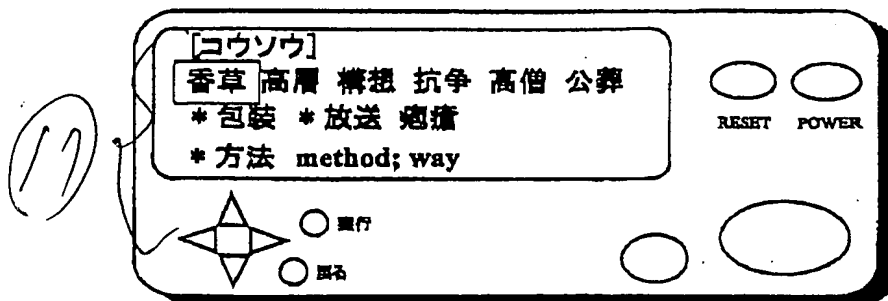 [コウソウ]
香草 高層 構想 抗争 高僧 公葬
*包装 *放送 疱瘡
*方法 method; way
RESET POWER
実行
戻る
17